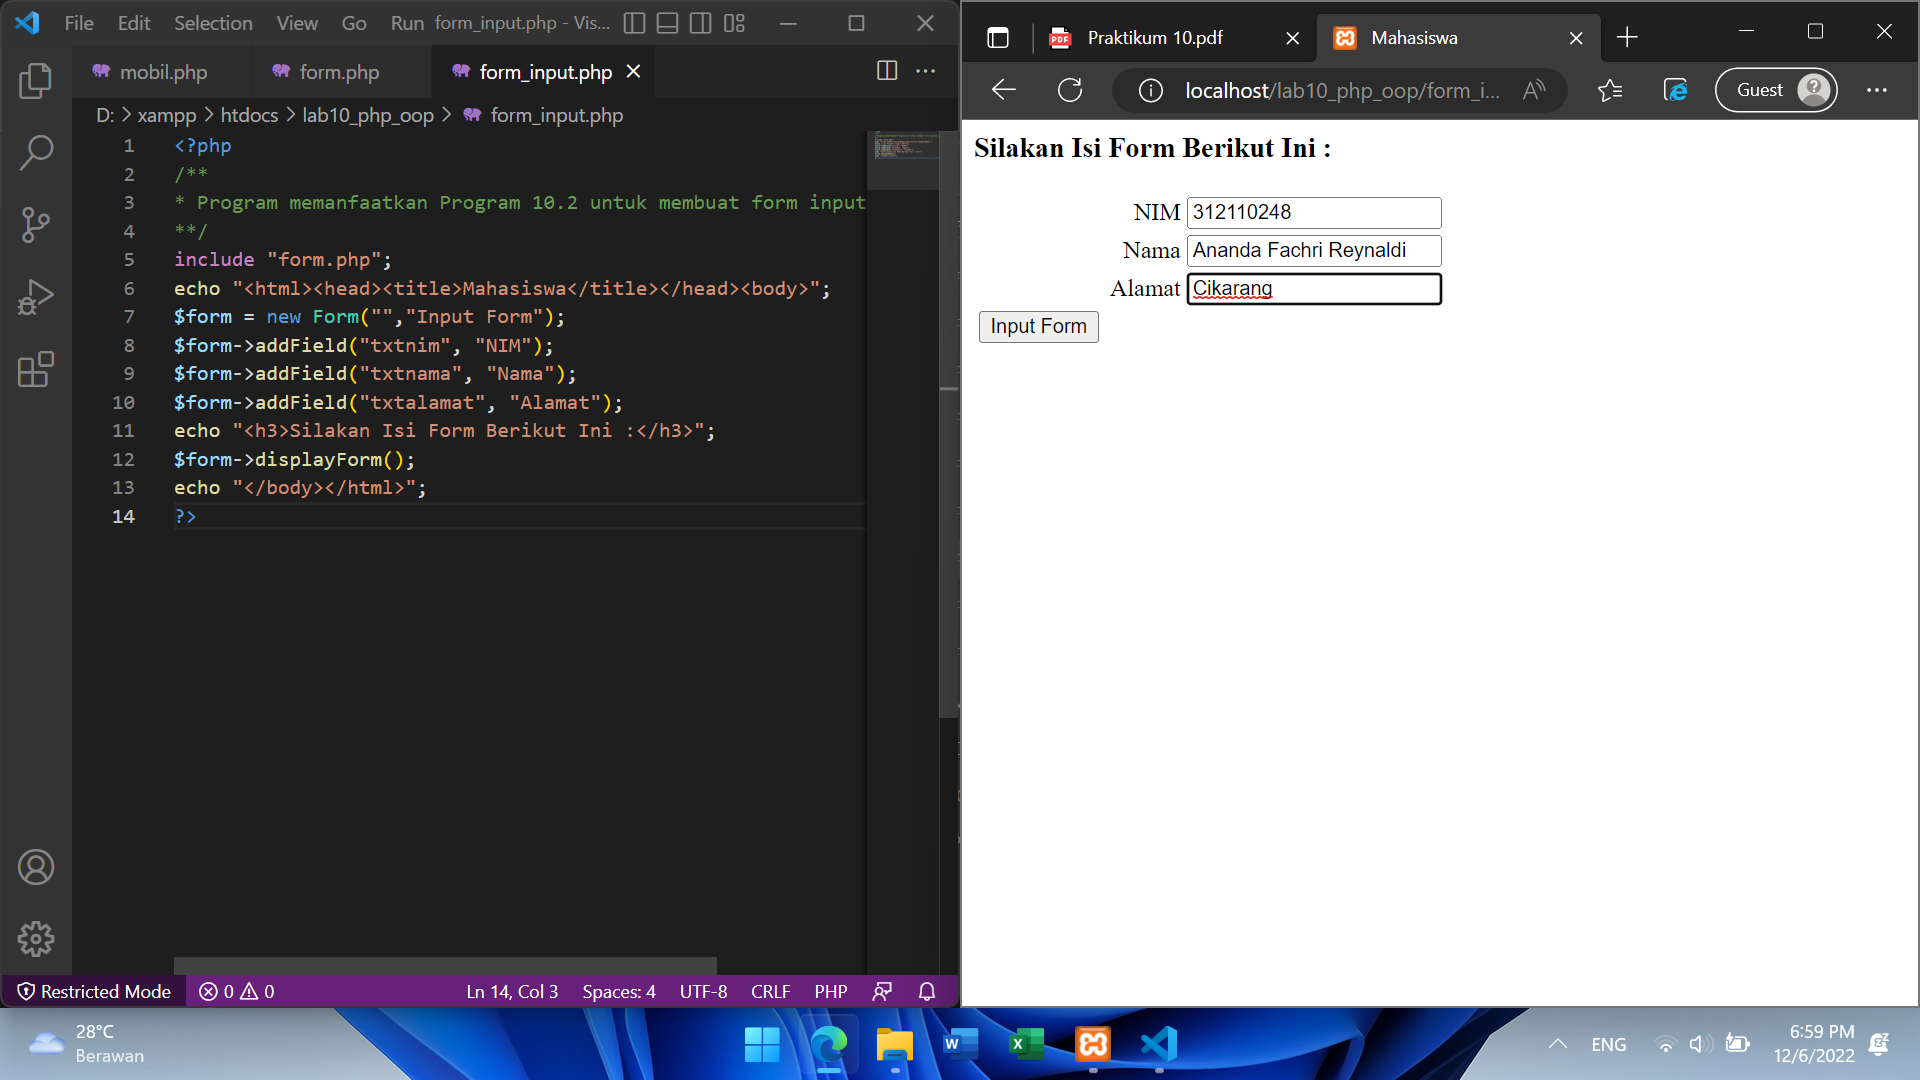 File Edit Selection View Go Run form_input.php - Vis...
mobil.php form.php form_input.php
D: > xampp > htdocs > lab10_php_oop > form_input.php
1 <?php
2 /**
3 * Program memanfaatkan Program 10.2 untuk membuat form input
4 **/
5 include "form.php";
6 echo "<html><head><title>Mahasiswa</title></head><body>";
7 $form = new Form("","Input Form");
8 $form->addField("txtnim", "NIM");
9 $form->addField("txtnama", "Nama");
10 $form->addField("txtalamat", "Alamat");
11 echo "<h3>Silakan Isi Form Berikut Ini :</h3>";
12 $form->displayForm();
13 echo "</body></html>";
14 ?>
Restricted Mode 0 0 Ln 14, Col 3 Spaces: 4 UTF-8 CRLF PHP
Praktikum 10.pdf Mahasiswa
localhost/lab10_php_oop/form_i... Guest
Silakan Isi Form Berikut Ini :
NIM 312110248
Nama Ananda Fachri Reynaldi
Alamat Cikarang
Input Form
28°C
Berawan
ENG
6:59 PM
12/6/2022